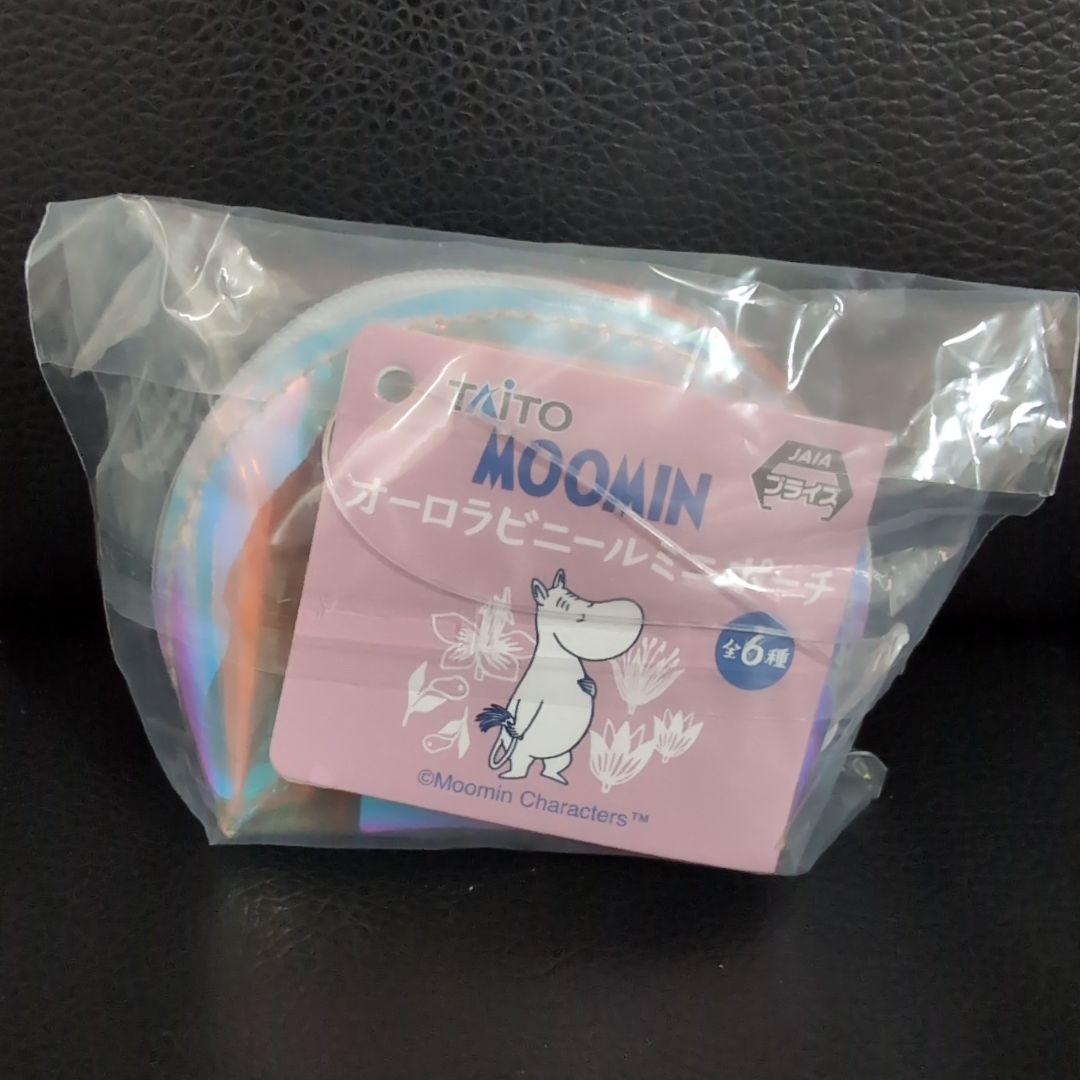 TAiTO
MOOMIN
JAIA
プライズ
オーロラビニールミニポーチ
全6種
©Moomin Characters™